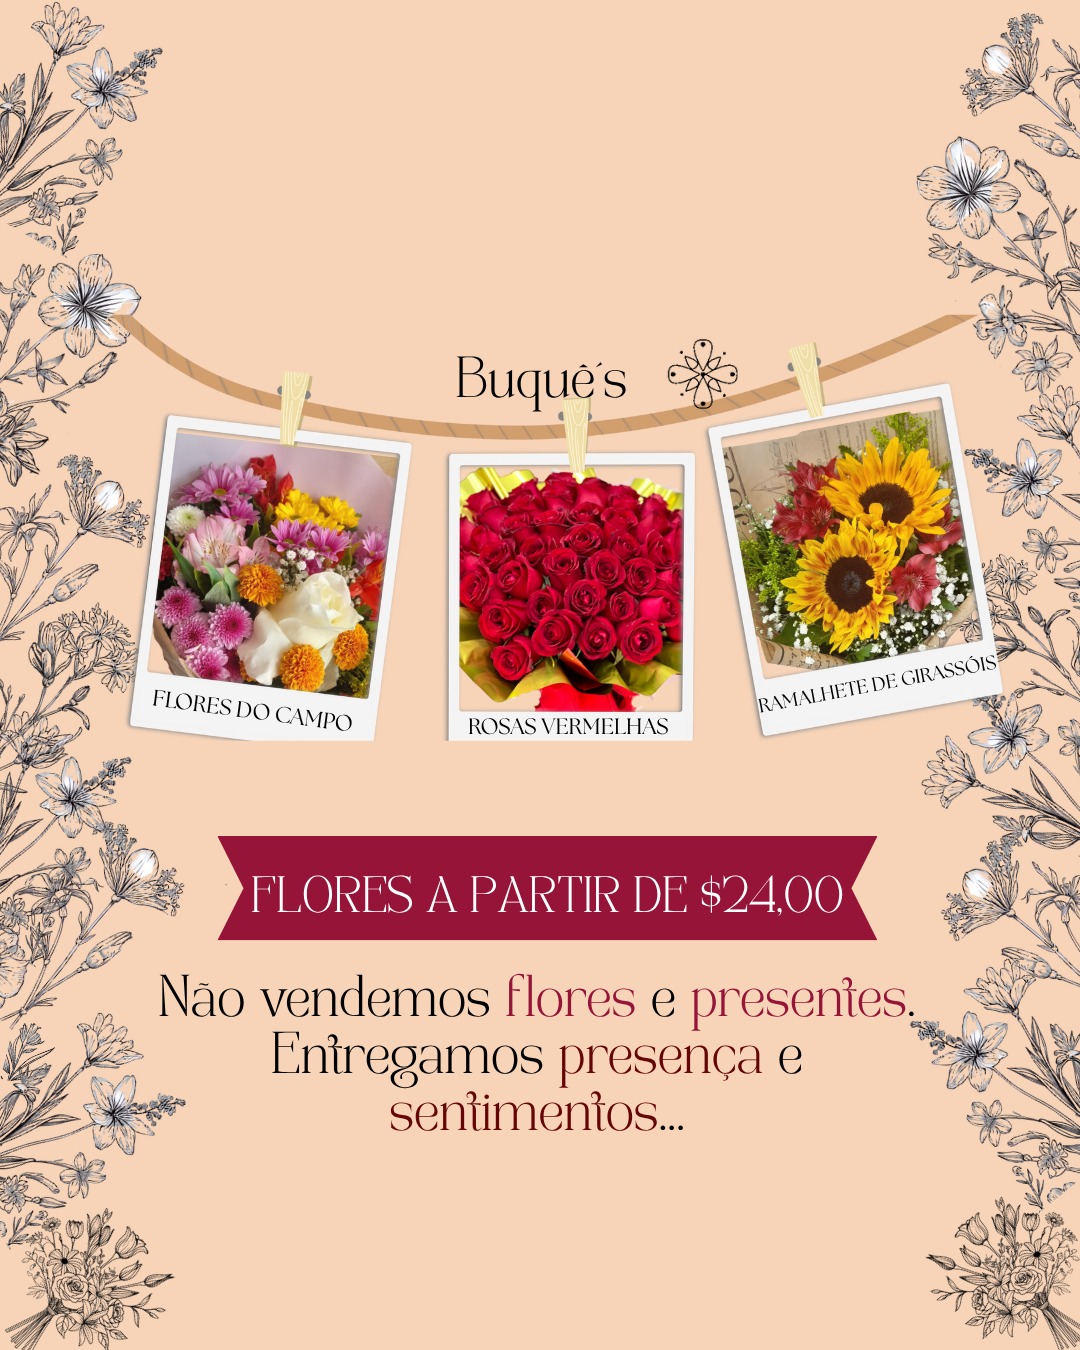 Buquê´s
FLORES DO CAMPO
ROSAS VERMELHAS
RAMALHETE DE GIRASSÓIS
FLORES A PARTIR DE $24,00
Não vendemos flores e presentes.
Entregamos presença e
sentimentos...